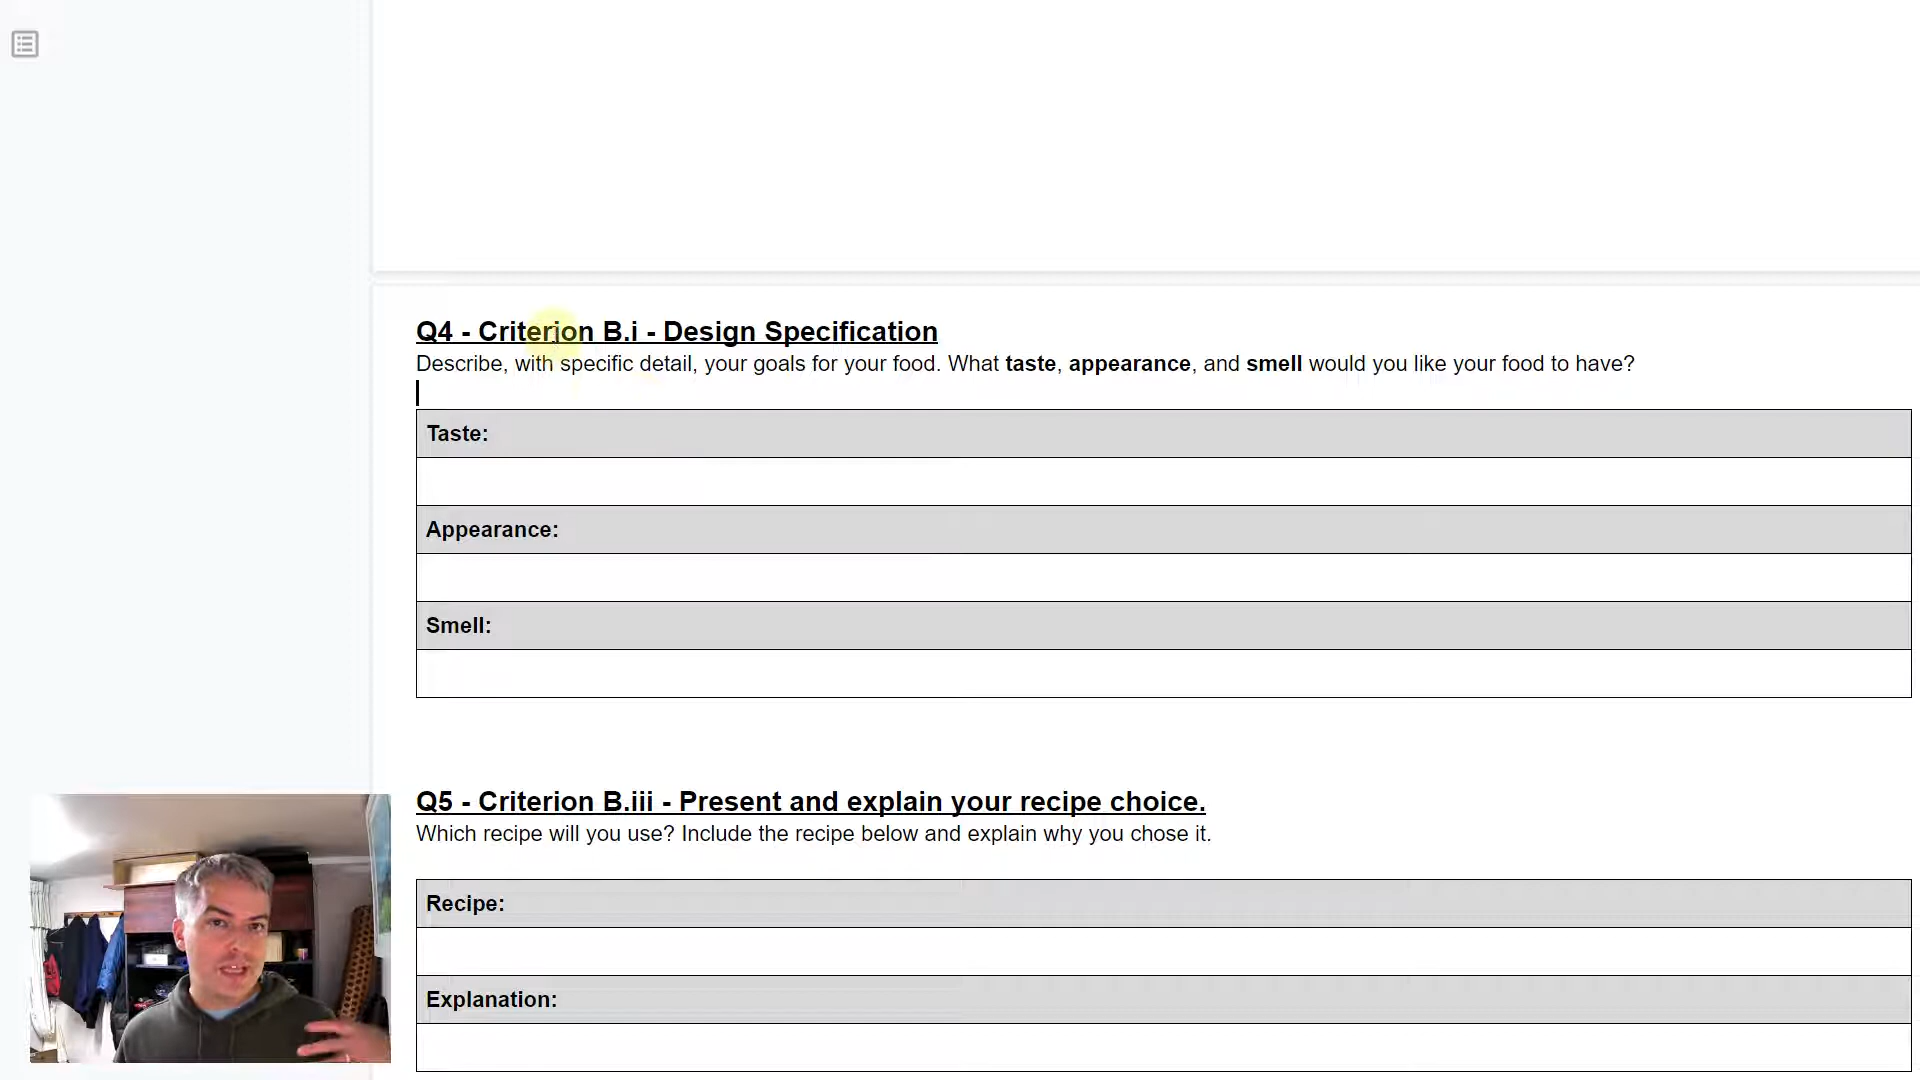 Q4 - Criterion B.i - Design Specification
Describe, with specific detail, your goals for your food. What taste, appearance, and smell would you like your food to have?
Taste:
Appearance:
Smell:
Q5 - Criterion B.iii - Present and explain your recipe choice.
Which recipe will you use? Include the recipe below and explain why you chose it.
Recipe:
Explanation: